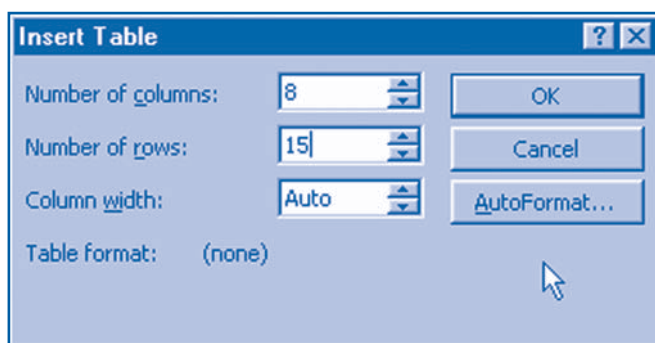 Insert Table ? X
Number of columns: 8 OK
Number of rows: 15 Cancel
Column width: Auto AutoFormat...
Table format: (none)